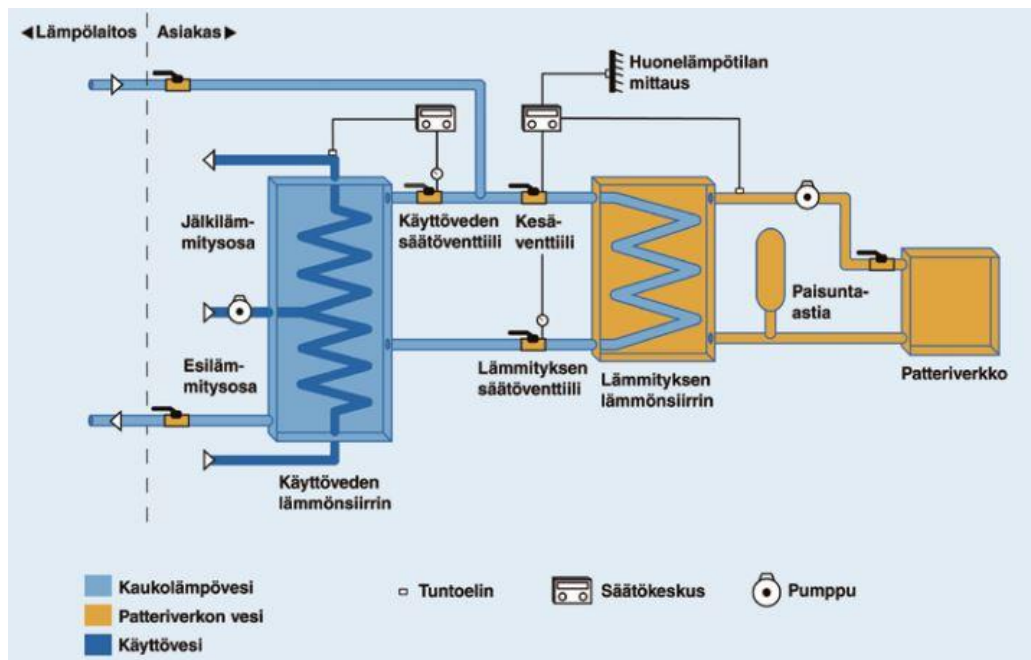 ◄Lämpölaitos
Asiakas►
Huonelämpötilan
mittaus
Jälkiläm-
mitysosa
Käyttöveden
säätöventtiili
Kesä-
venttiili
Paisunta-
astia
Esiläm-
mitysosa
Lämmityksen
säätöventtiili
Lämmityksen
lämmönsiirrin
Patteriverkko
Käyttöveden
lämmönsiirrin
Kaukolämpövesi
Patteriverkon vesi
Käyttövesi
Tuntoelin
Säätökeskus
Pumppu